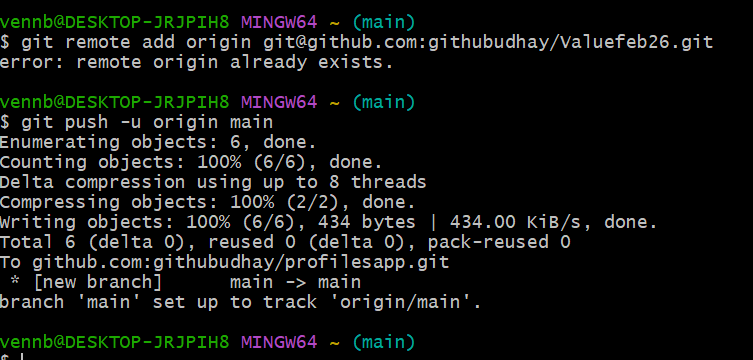 vennb@DESKTOP-JRJPIH8 MINGW64 ~ (main)
$ git remote add origin git@github.com:githubudhay/Valuefeb26.git
error: remote origin already exists.
vennb@DESKTOP-JRJPIH8 MINGW64 ~ (main)
$ git push -u origin main
Enumerating objects: 6, done.
Counting objects: 100% (6/6), done.
Delta compression using up to 8 threads
Compressing objects: 100% (2/2), done.
Writing objects: 100% (6/6), 434 bytes | 434.00 KiB/s, done.
Total 6 (delta 0), reused 0 (delta 0), pack-reused 0
To github.com:githubudhay/profilesapp.git
 * [new branch]      main -> main
branch 'main' set up to track 'origin/main'.
vennb@DESKTOP-JRJPIH8 MINGW64 ~ (main)
$